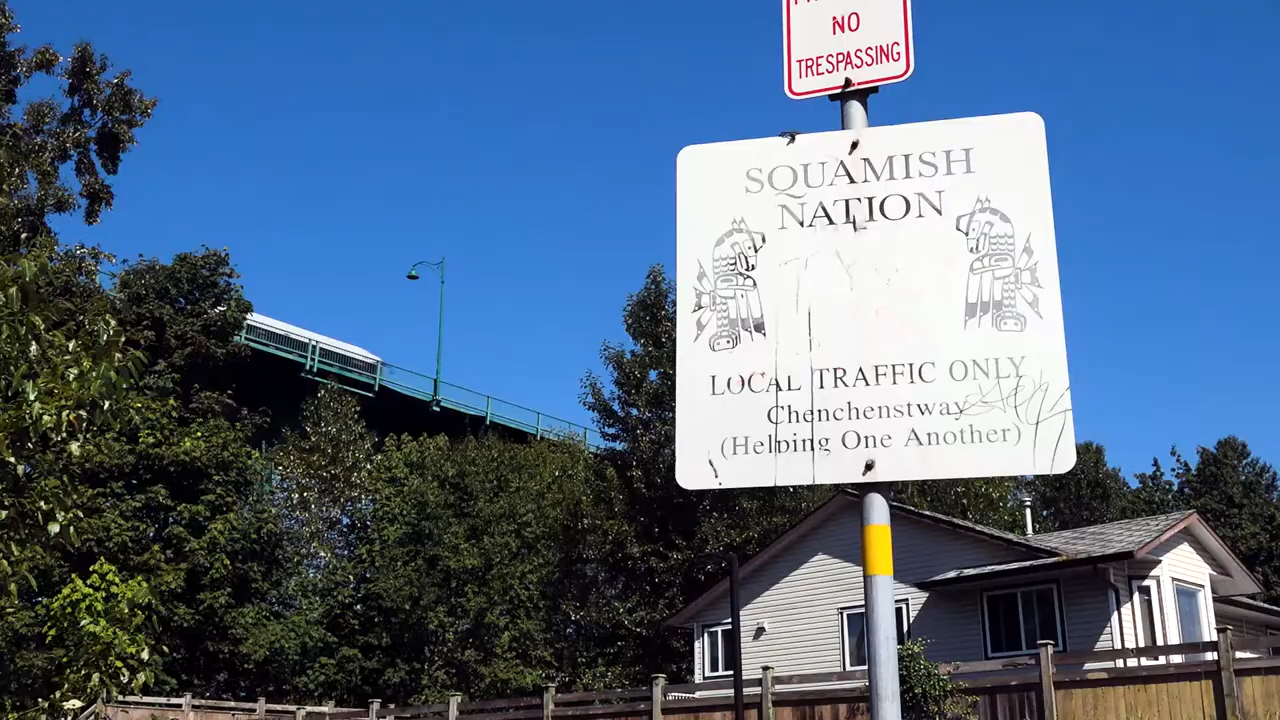 NO
TRESPASSING
SQUAMISH
NATION
LOCAL TRAFFIC ONLY
Chenchenstway
(Helping One Another)